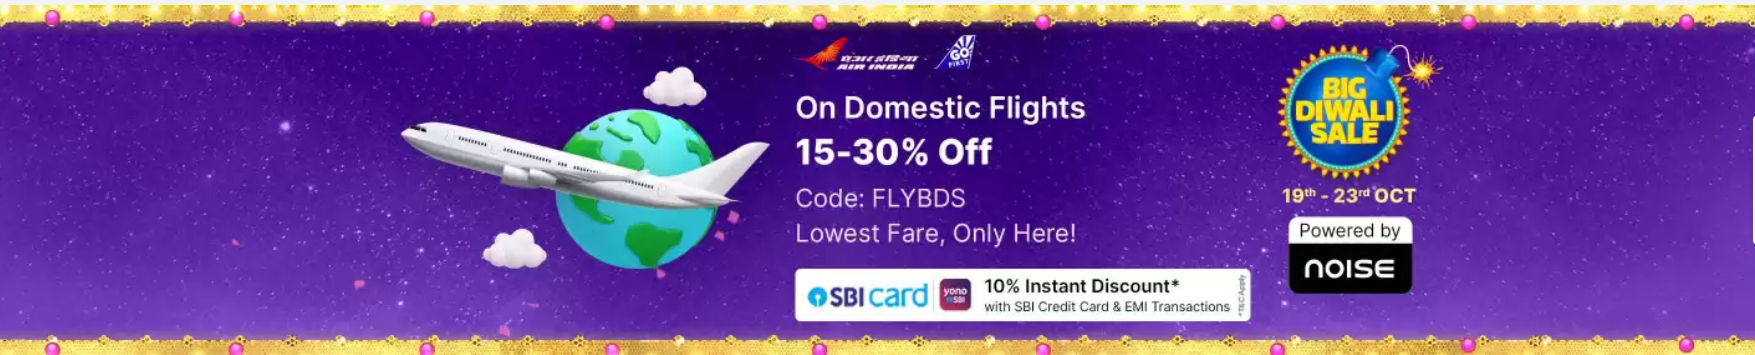 एअर इंडिया
AIR INDIA
GO
FIRST
On Domestic Flights
15-30% Off
Code: FLYBDS
Lowest Fare, Only Here!
SBI card
yono
SBI
10% Instant Discount*
with SBI Credit Card & EMI Transactions
*T&C Apply
BIG
DIWALI
SALE
19th - 23rd OCT
Powered by
NOISE